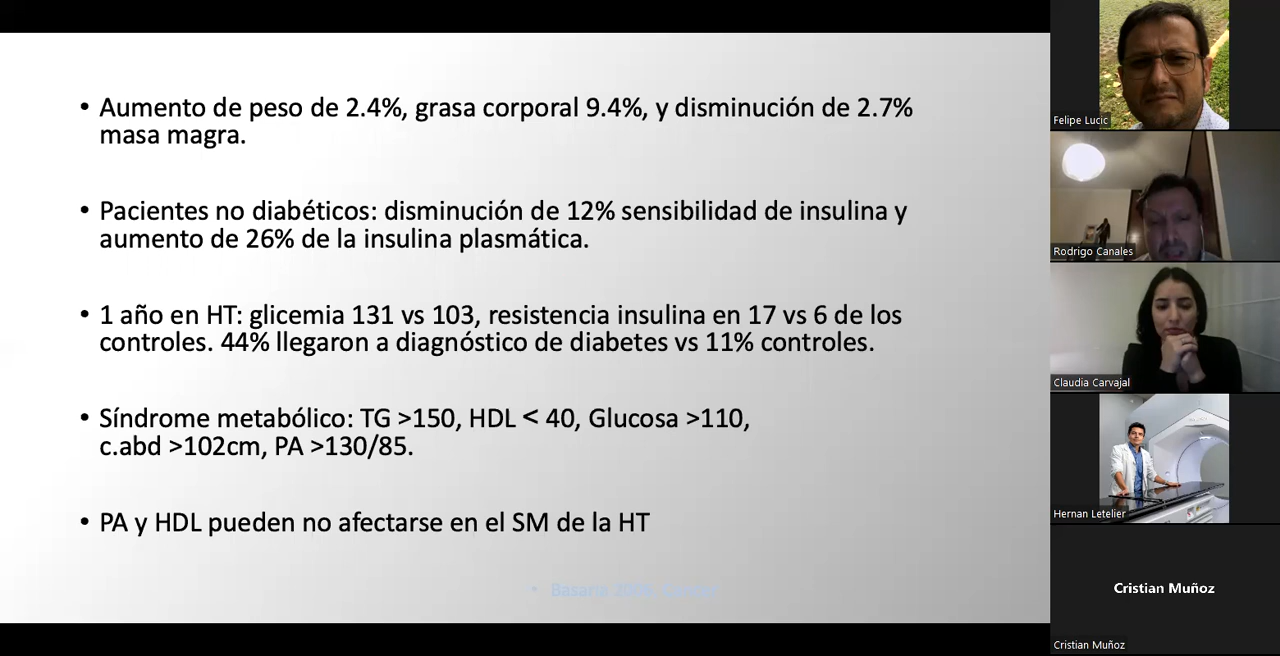 • Aumento de peso de 2.4%, grasa corporal 9.4%, y disminución de 2.7%
masa magra.
• Pacientes no diabéticos: disminución de 12% sensibilidad de insulina y
aumento de 26% de la insulina plasmática.
• 1 año en HT: glicemia 131 vs 103, resistencia insulina en 17 vs 6 de los
controles. 44% llegaron a diagnóstico de diabetes vs 11% controles.
• Síndrome metabólico: TG >150, HDL < 40, Glucosa >110,
c.abd >102cm, PA >130/85.
• PA y HDL pueden no afectarse en el SM de la HT
• Basaria
Felipe Lucic
Rodrigo Canales
Claudia Carvajal
Hernan Letelier
Cristian Muñoz
Cristian Muñoz